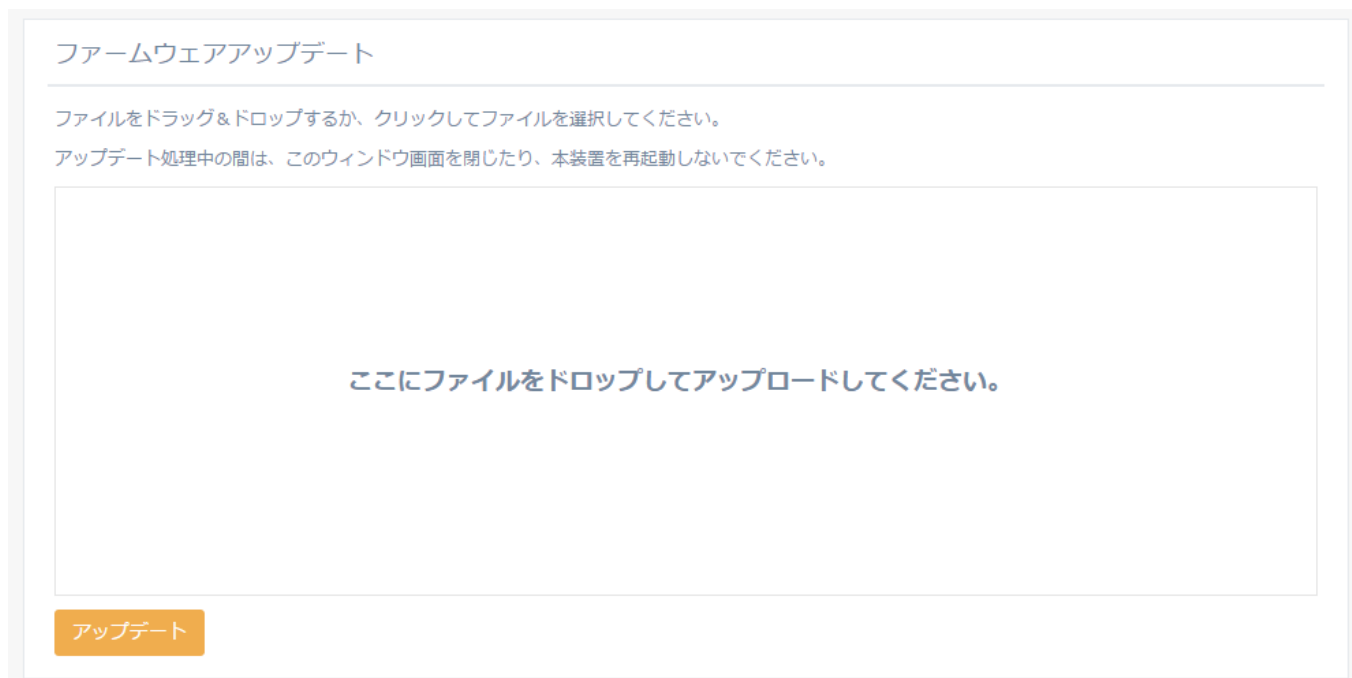 ファームウェアアップデート
ファイルをドラッグ&ドロップするか、クリックしてファイルを選択してください。
アップデート処理中の間は、このウィンドウ画面を閉じたり、本装置を再起動しないでください。
ここにファイルをドロップしてアップロードしてください。
アップデート